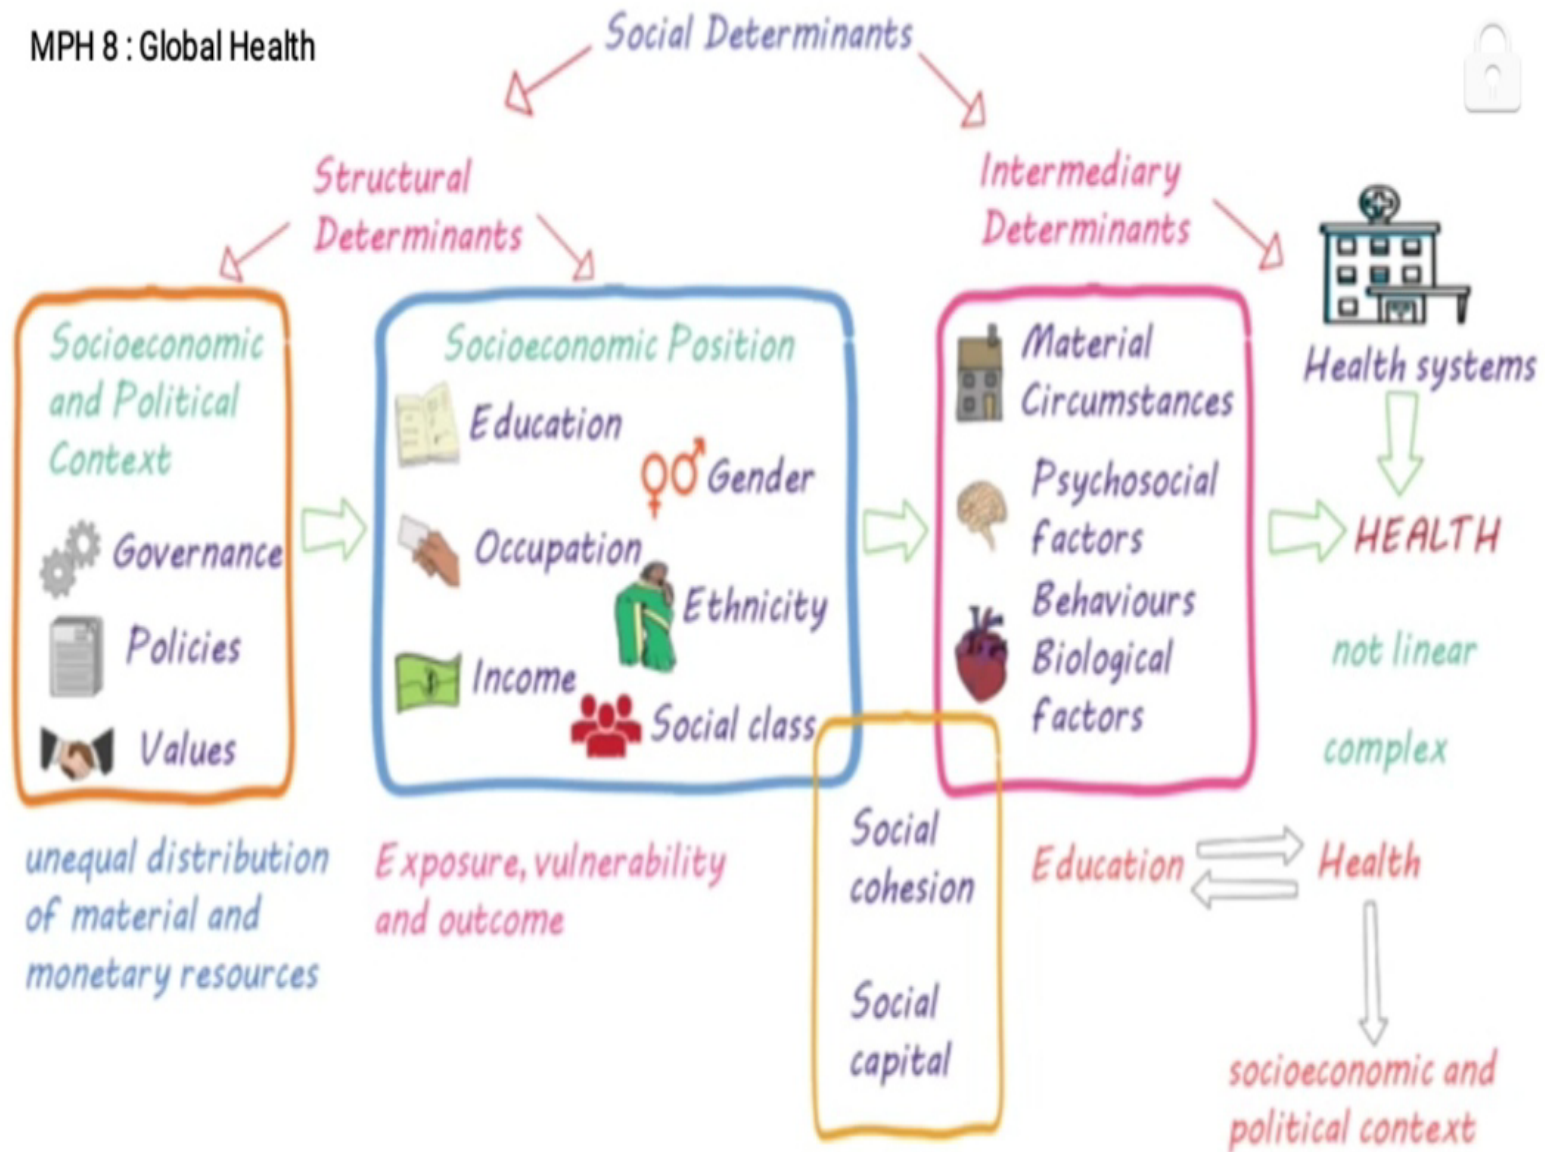 MPH 8 : Global Health
Social Determinants
Structural
Determinants
Intermediary
Determinants
Socioeconomic
and Political
Context
Governance
Policies
Values
Socioeconomic Position
Education
Gender
Occupation
Ethnicity
Income
Social class
Material
Circumstances
Psychosocial
factors
Behaviours
Biological
factors
Health systems
HEALTH
not linear
complex
unequal distribution
of material and
monetary resources
Exposure, vulnerability
and outcome
Social
cohesion
Social
capital
Education
Health
socioeconomic and
political context